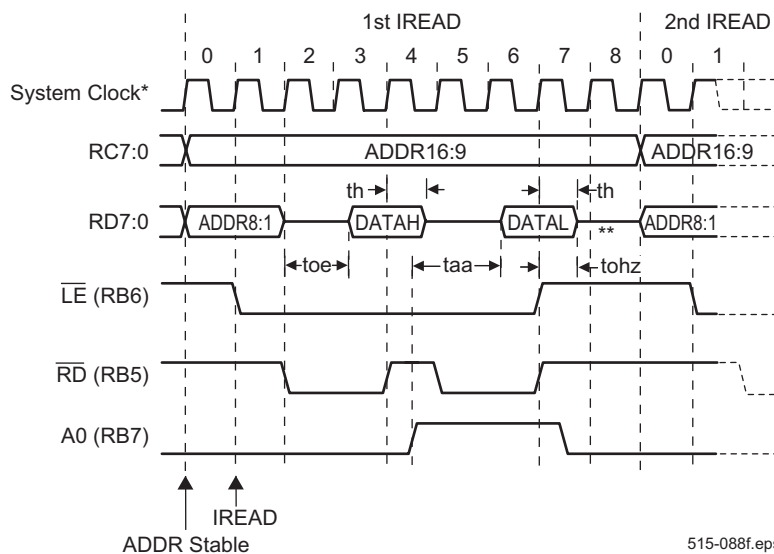 1st IREAD 2nd IREAD
0 1 2 3 4 5 6 7 8 0 1
System Clock*
RC7:0 ADDR16:9 ADDR16:9
th th
RD7:0 ADDR8:1 DATAH DATAL ** ADDR8:1
toe taa tohz
LE (RB6)
RD (RB5)
A0 (RB7)
IREAD
ADDR Stable
515-088f.eps